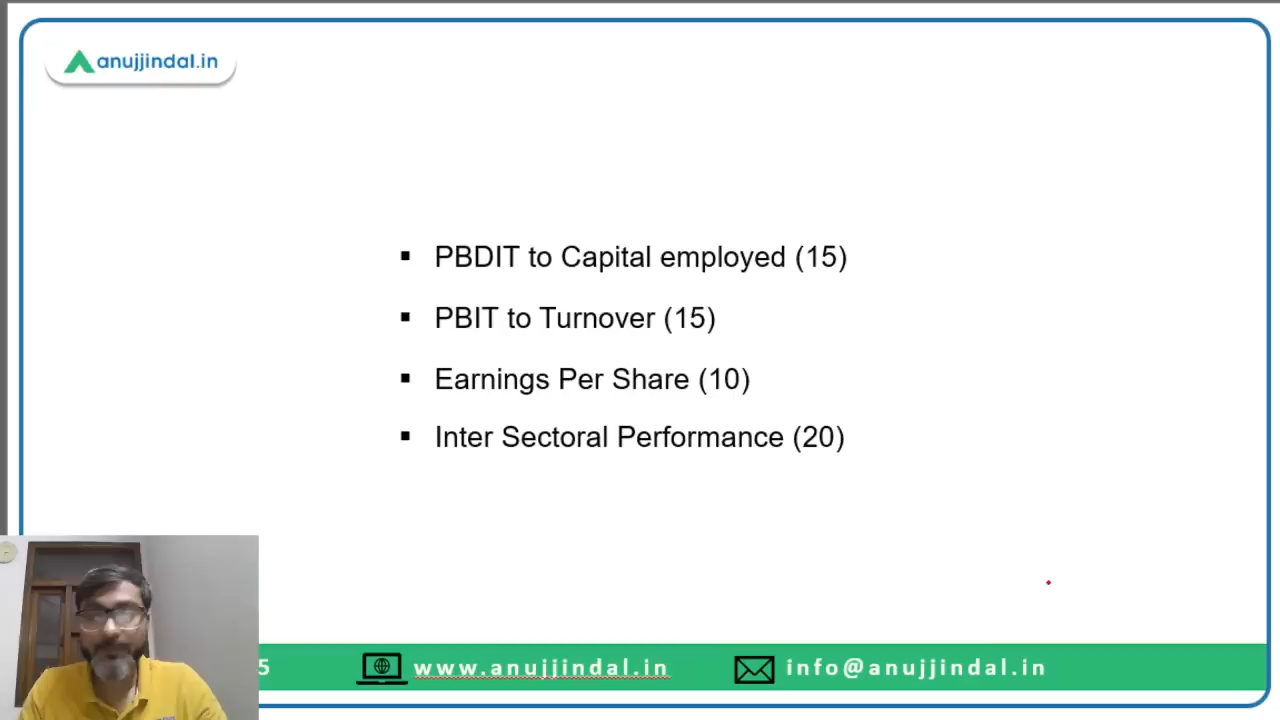 anujjindal.in
▪ PBDIT to Capital employed (15)
▪ PBIT to Turnover (15)
▪ Earnings Per Share (10)
▪ Inter Sectoral Performance (20)
5 www.anujjindal.in info@anujjindal.in